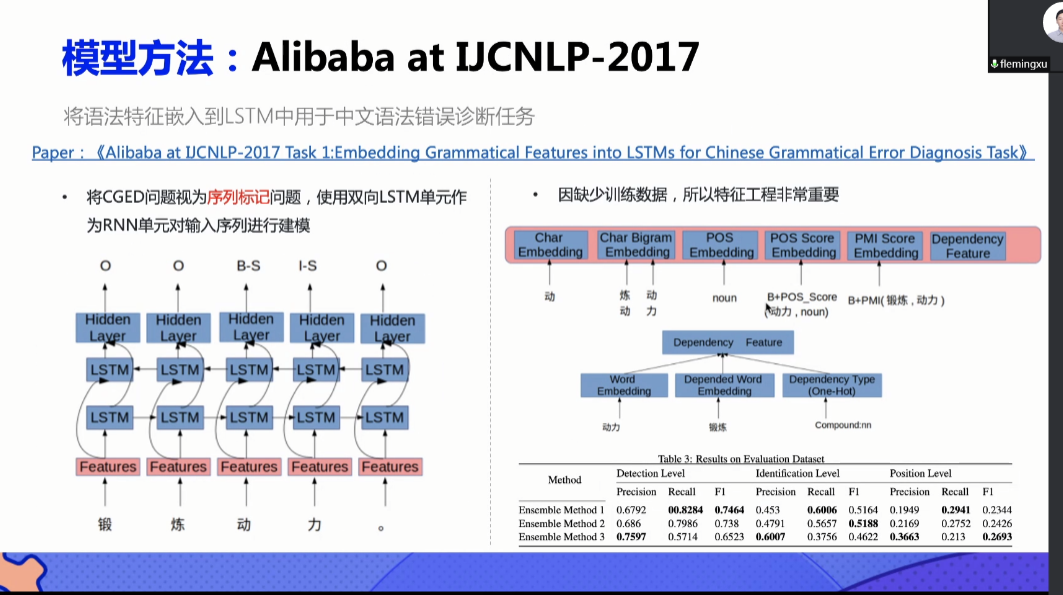 模型方法：Alibaba at IJCNLP-2017
flemingxu
将语法特征嵌入到LSTM中用于中文语法错误诊断任务
Paper：《Alibaba at IJCNLP-2017 Task 1:Embedding Grammatical Features into LSTMs for Chinese Grammatical Error Diagnosis Task》
• 将CGED问题视为序列标记问题，使用双向LSTM单元作
为RNN单元对输入序列进行建模
O O B-S I-S O
Hidden Layer Hidden Layer Hidden Layer Hidden Layer Hidden Layer
LSTM LSTM LSTM LSTM LSTM
LSTM LSTM LSTM LSTM LSTM
Features Features Features Features Features
锻 炼 动 力 。
• 因缺少训练数据，所以特征工程非常重要
Char Char Bigram POS POS Score PMI Score Dependency
Embedding Embedding Embedding Embedding Embedding Feature
动 炼 动 noun B+POS_Score B+PMI( 锻炼 , 动力 )
动 力 (动力 , noun)
Dependency Feature
Word Depended Word Dependency Type
Embedding Embedding (One-Hot)
动力 锻炼 Compound:nn
Table 3: Results on Evaluation Dataset
Method Detection Level Identification Level Position Level
Precision Recall F1 Precision Recall F1 Precision Recall F1
Ensemble Method 1 0.6792 00.8284 0.7464 0.453 0.6006 0.5164 0.1949 0.2941 0.2344
Ensemble Method 2 0.686 0.7986 0.738 0.4791 0.5657 0.5188 0.2169 0.2752 0.2426
Ensemble Method 3 0.7597 0.5714 0.6523 0.6007 0.3756 0.4622 0.3663 0.213 0.2693